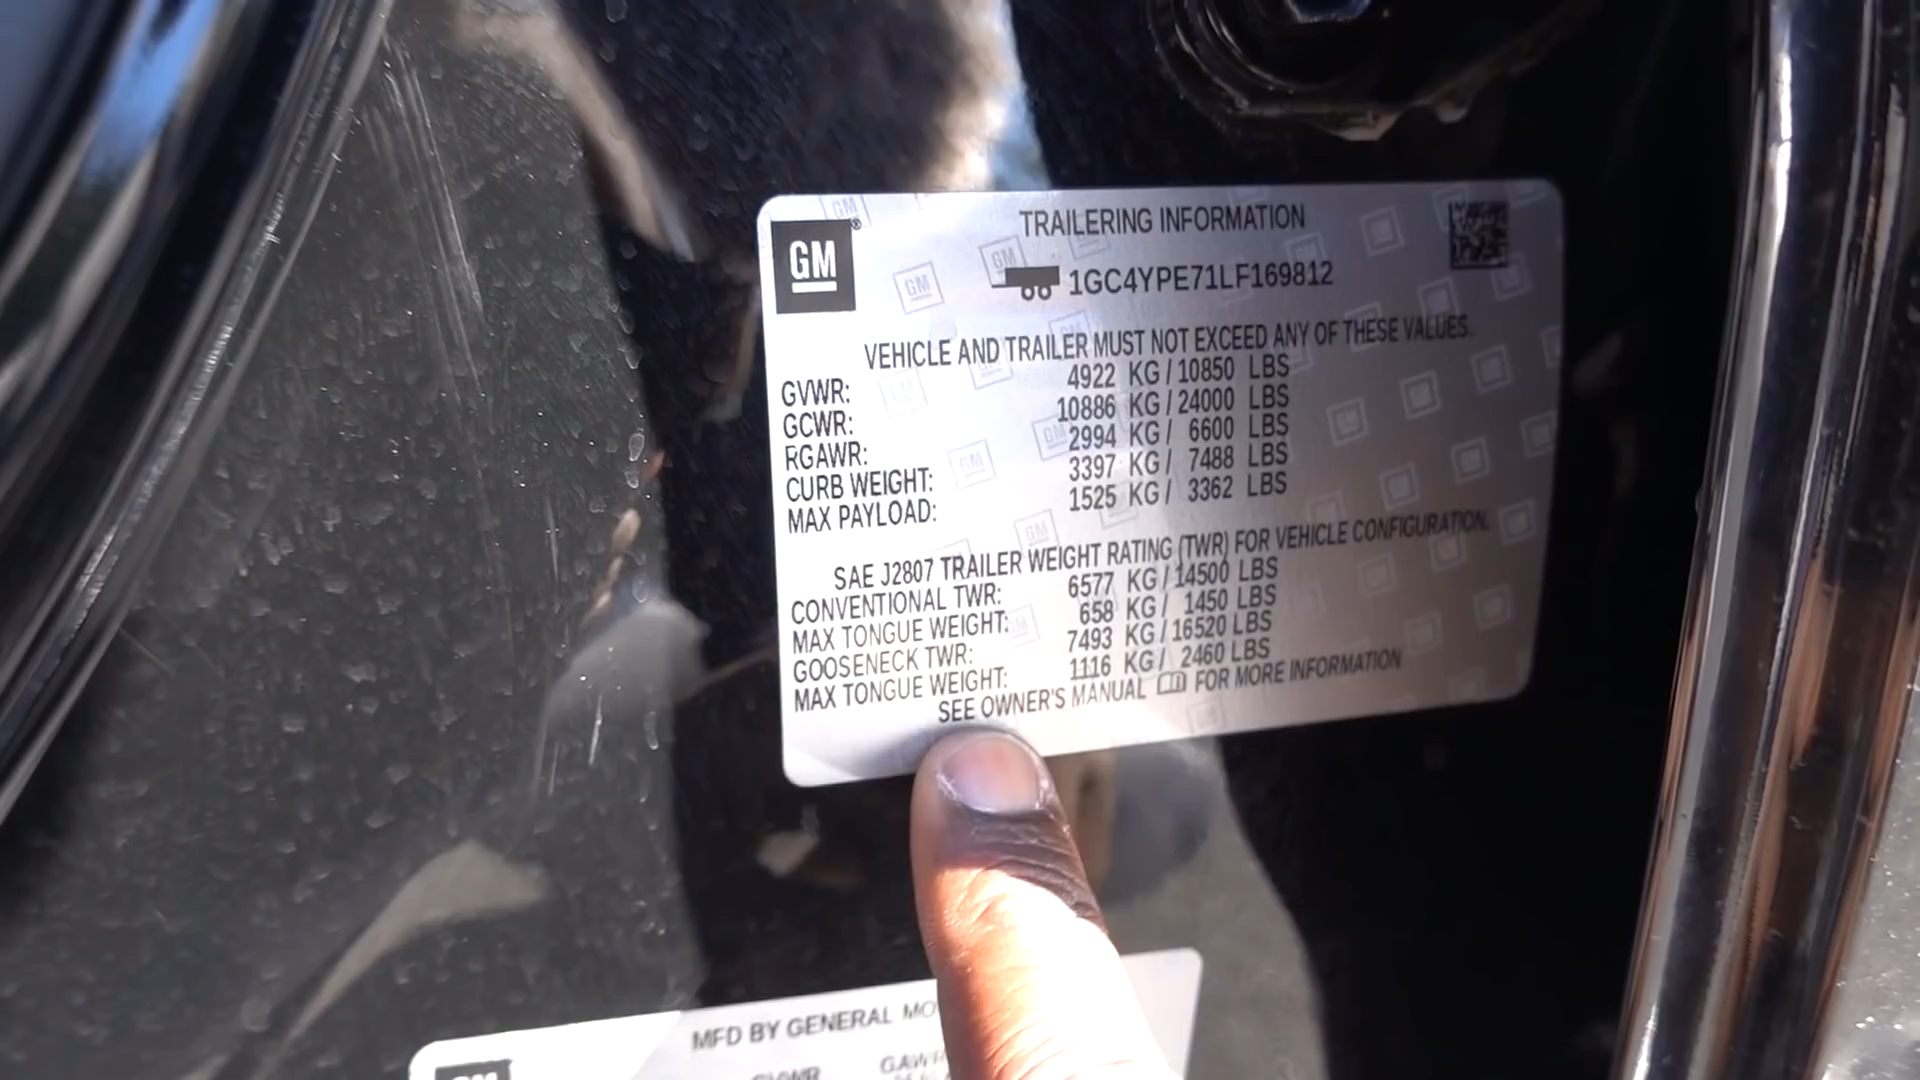 GM
TRAILERING INFORMATION
1GC4YPE71LF169812
VEHICLE AND TRAILER MUST NOT EXCEED ANY OF THESE VALUES.
GVWR: 4922 KG / 10850 LBS
GCWR: 10886 KG / 24000 LBS
RGAWR: 2994 KG / 6600 LBS
CURB WEIGHT: 3397 KG / 7488 LBS
MAX PAYLOAD: 1525 KG / 3362 LBS
SAE J2807 TRAILER WEIGHT RATING (TWR) FOR VEHICLE CONFIGURATION.
CONVENTIONAL TWR: 6577 KG / 14500 LBS
MAX TONGUE WEIGHT: 658 KG / 1450 LBS
GOOSENECK TWR: 7493 KG / 16520 LBS
MAX TONGUE WEIGHT: 1116 KG / 2460 LBS
SEE OWNER'S MANUAL FOR MORE INFORMATION
MFD BY GENERAL MO
GM
GVWR
GAWR